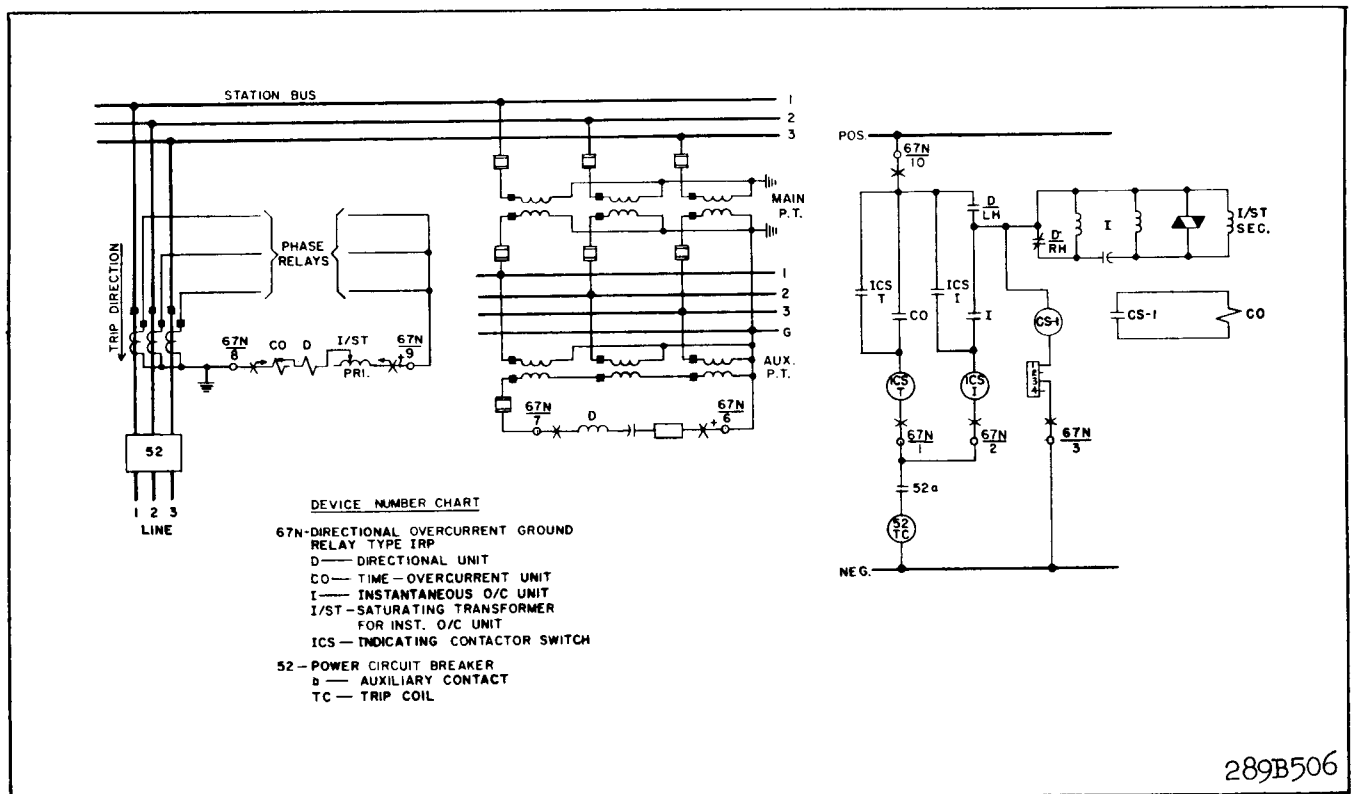 STATION BUS
1
2
3
TRIP DIRECTION
PHASE
RELAYS
67N
8
CO
D
I/ST
PRI.
+
67N
9
52
1 2 3
LINE
MAIN
P.T.
1
2
3
G
AUX.
P.T.
67N
7
D
+
67N
6
POS.
67N
10
D
LH
D
RH
I
I/ST
SEC.
ICS
T
CO
ICS
I
I
CS-1
CS-1
CO
ICS
T
ICS
I
1
2
3
4
67N
1
67N
2
67N
3
52a
52
TC
NEG.
DEVICE NUMBER CHART
67N-DIRECTIONAL OVERCURRENT GROUND
RELAY TYPE IRP
D — DIRECTIONAL UNIT
CO — TIME - OVERCURRENT UNIT
I — INSTANTANEOUS O/C UNIT
I/ST - SATURATING TRANSFORMER
FOR INST. O/C UNIT
ICS — INDICATING CONTACTOR SWITCH
52 - POWER CIRCUIT BREAKER
— AUXILIARY CONTACT
TC — TRIP COIL
289B506